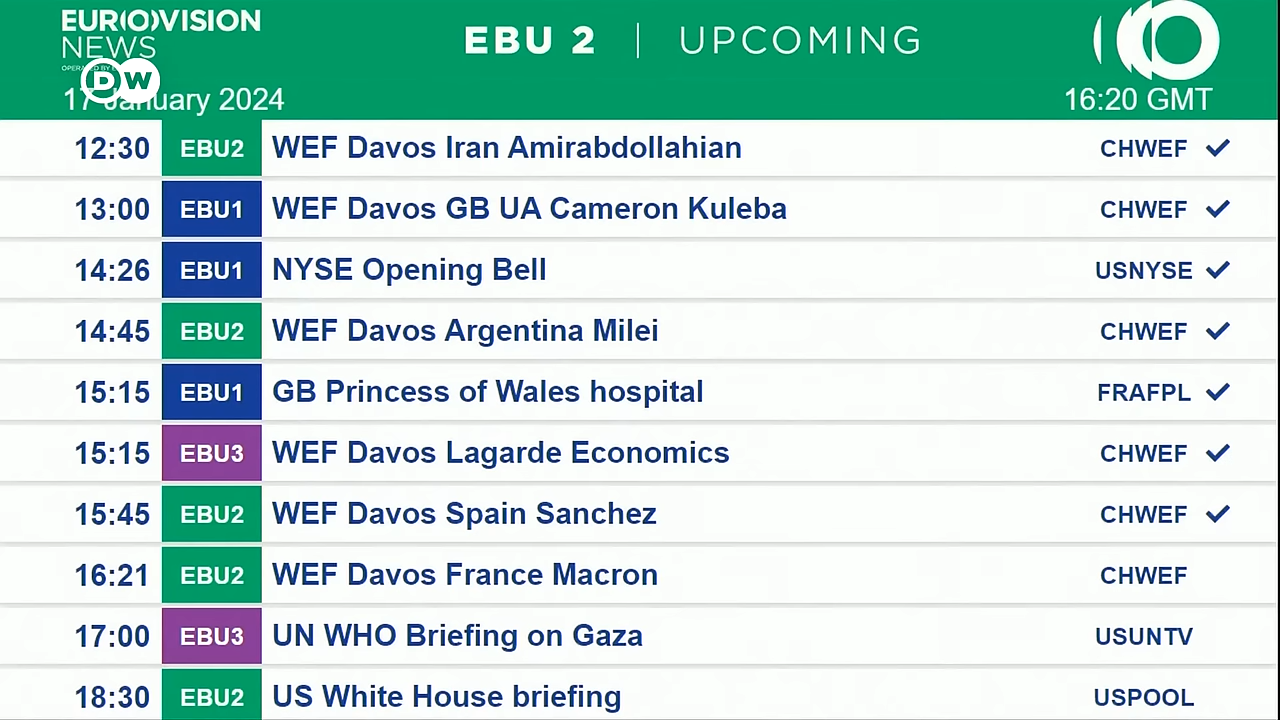 EUROVISION
NEWS
EBU 2 | UPCOMING
DW
17 January 2024
16:20 GMT
12:30 EBU2 WEF Davos Iran Amirabdollahian CHWEF ✓
13:00 EBU1 WEF Davos GB UA Cameron Kuleba CHWEF ✓
14:26 EBU1 NYSE Opening Bell USNYSE ✓
14:45 EBU2 WEF Davos Argentina Milei CHWEF ✓
15:15 EBU1 GB Princess of Wales hospital FRAFPL ✓
15:15 EBU3 WEF Davos Lagarde Economics CHWEF ✓
15:45 EBU2 WEF Davos Spain Sanchez CHWEF ✓
16:21 EBU2 WEF Davos France Macron CHWEF
17:00 EBU3 UN WHO Briefing on Gaza USUNTV
18:30 EBU2 US White House briefing USPOOL